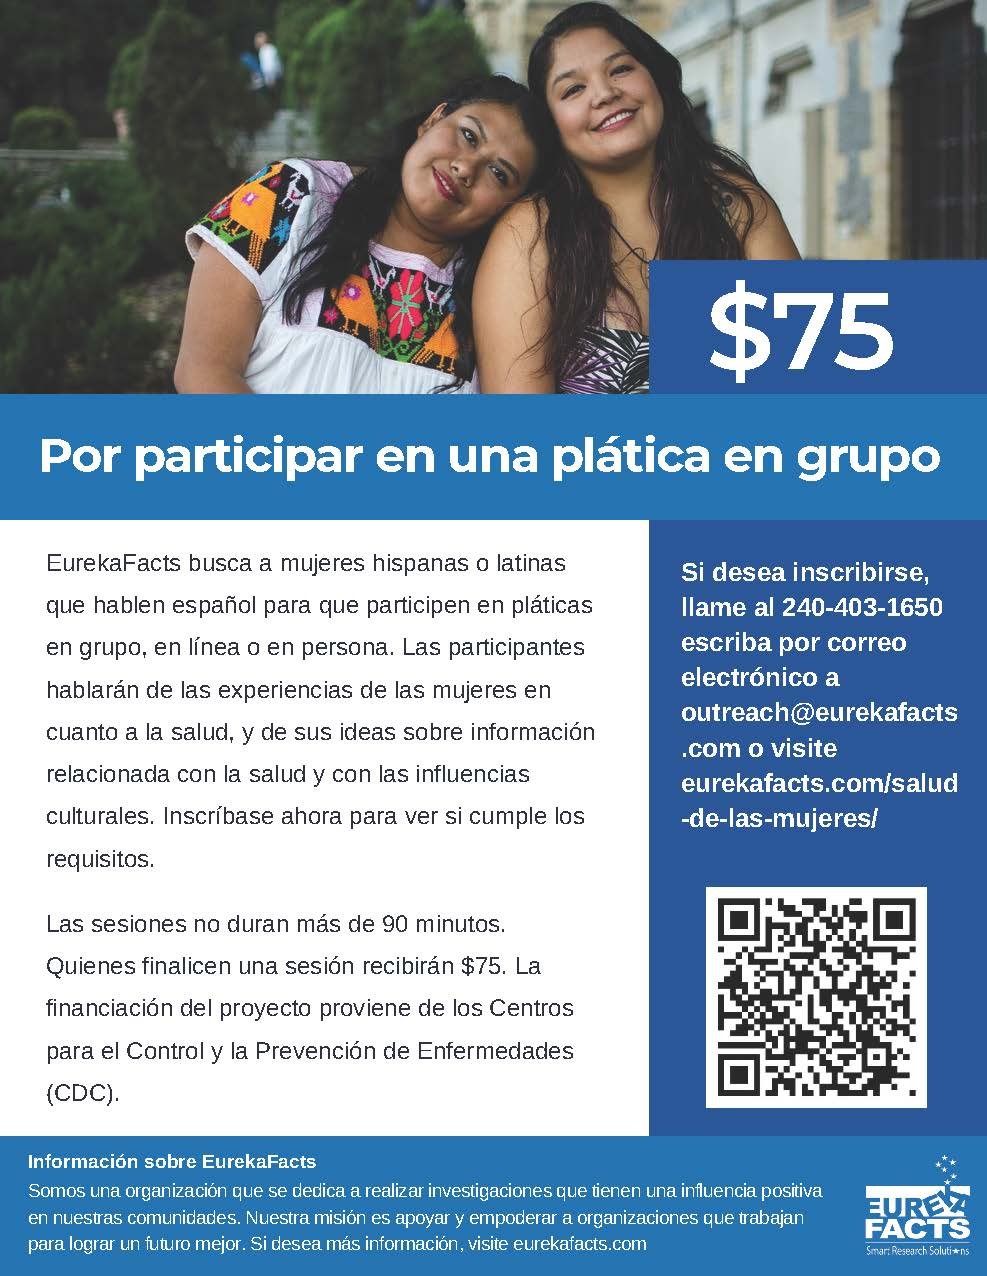 $75
Por participar en una plática en grupo
EurekaFacts busca a mujeres hispanas o latinas
que hablen español para que participen en pláticas
en grupo, en línea o en persona. Las participantes
hablarán de las experiencias de las mujeres en
cuanto a la salud, y de sus ideas sobre información
relacionada con la salud y con las influencias
culturales. Inscríbase ahora para ver si cumple los
requisitos.
Las sesiones no duran más de 90 minutos.
Quienes finalicen una sesión recibirán $75. La
financiación del proyecto proviene de los Centros
para el Control y la Prevención de Enfermedades
(CDC).
Si desea inscribirse,
llame al 240-403-1650
escriba por correo
electrónico a
outreach@eurekafacts
.com o visite
eurekafacts.com/salud
-de-las-mujeres/
Información sobre EurekaFacts
Somos una organización que se dedica a realizar investigaciones que tienen una influencia positiva
en nuestras comunidades. Nuestra misión es apoyar y empoderar a organizaciones que trabajan
para lograr un futuro mejor. Si desea más información, visite eurekafacts.com
EUREKA
FACTS
Smart Research Solutions